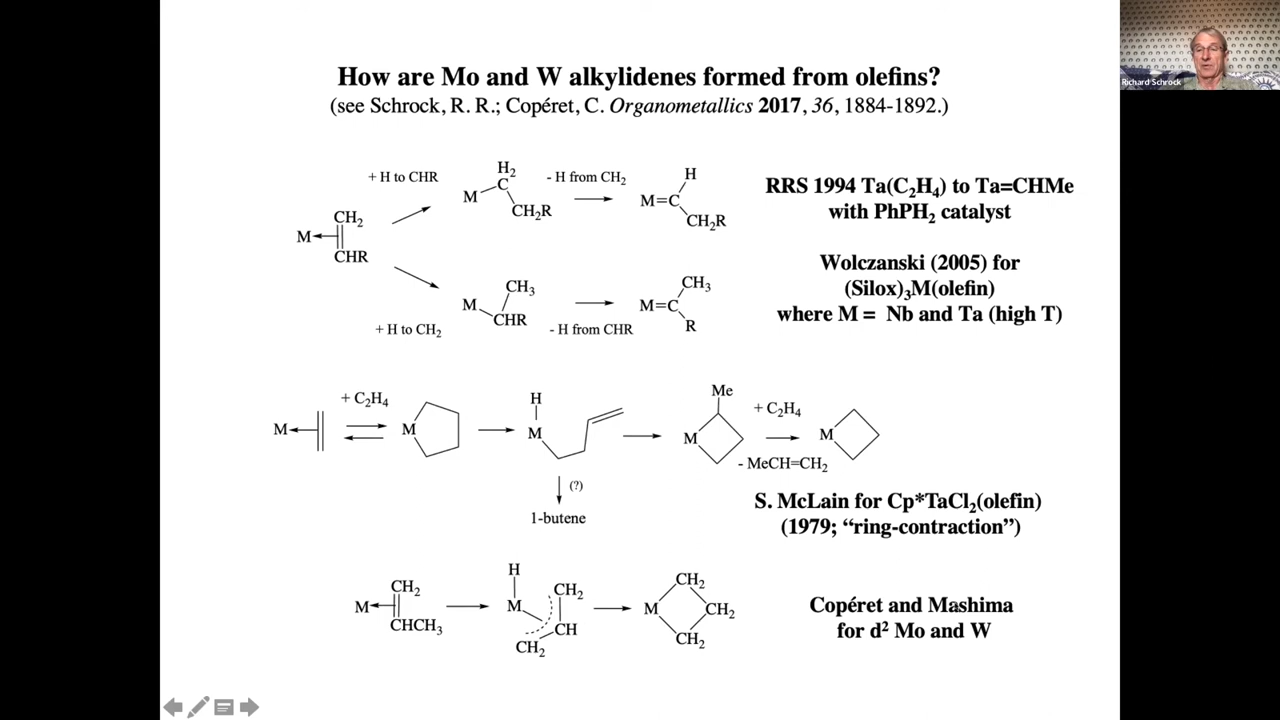 How are Mo and W alkylidenes formed from olefins?
(see Schrock, R. R.; Copéret, C. Organometallics 2017, 36, 1884-1892.)
Richard Schrock
+ H to CHR
H₂
C
M
CH₂R
- H from CH₂
H
M=C
CH₂R
RRS 1994 Ta(C₂H₄) to Ta=CHMe
with PhPH₂ catalyst
CH₂
M
CHR
Wolczanski (2005) for
(Silox)₃M(olefin)
where M = Nb and Ta (high T)
+ H to CH₂
CH₃
M
CHR
- H from CHR
CH₃
M=C
R
M
+ C₂H₄
M
H
M
(?)
1-butene
Me
M
+ C₂H₄
- MeCH=CH₂
M
S. McLain for Cp*TaCl₂(olefin)
(1979; “ring-contraction”)
CH₂
M
CHCH₃
H
M
CH₂
CH
CH₂
CH₂
M
CH₂
CH₂
Copéret and Mashima
for d² Mo and W